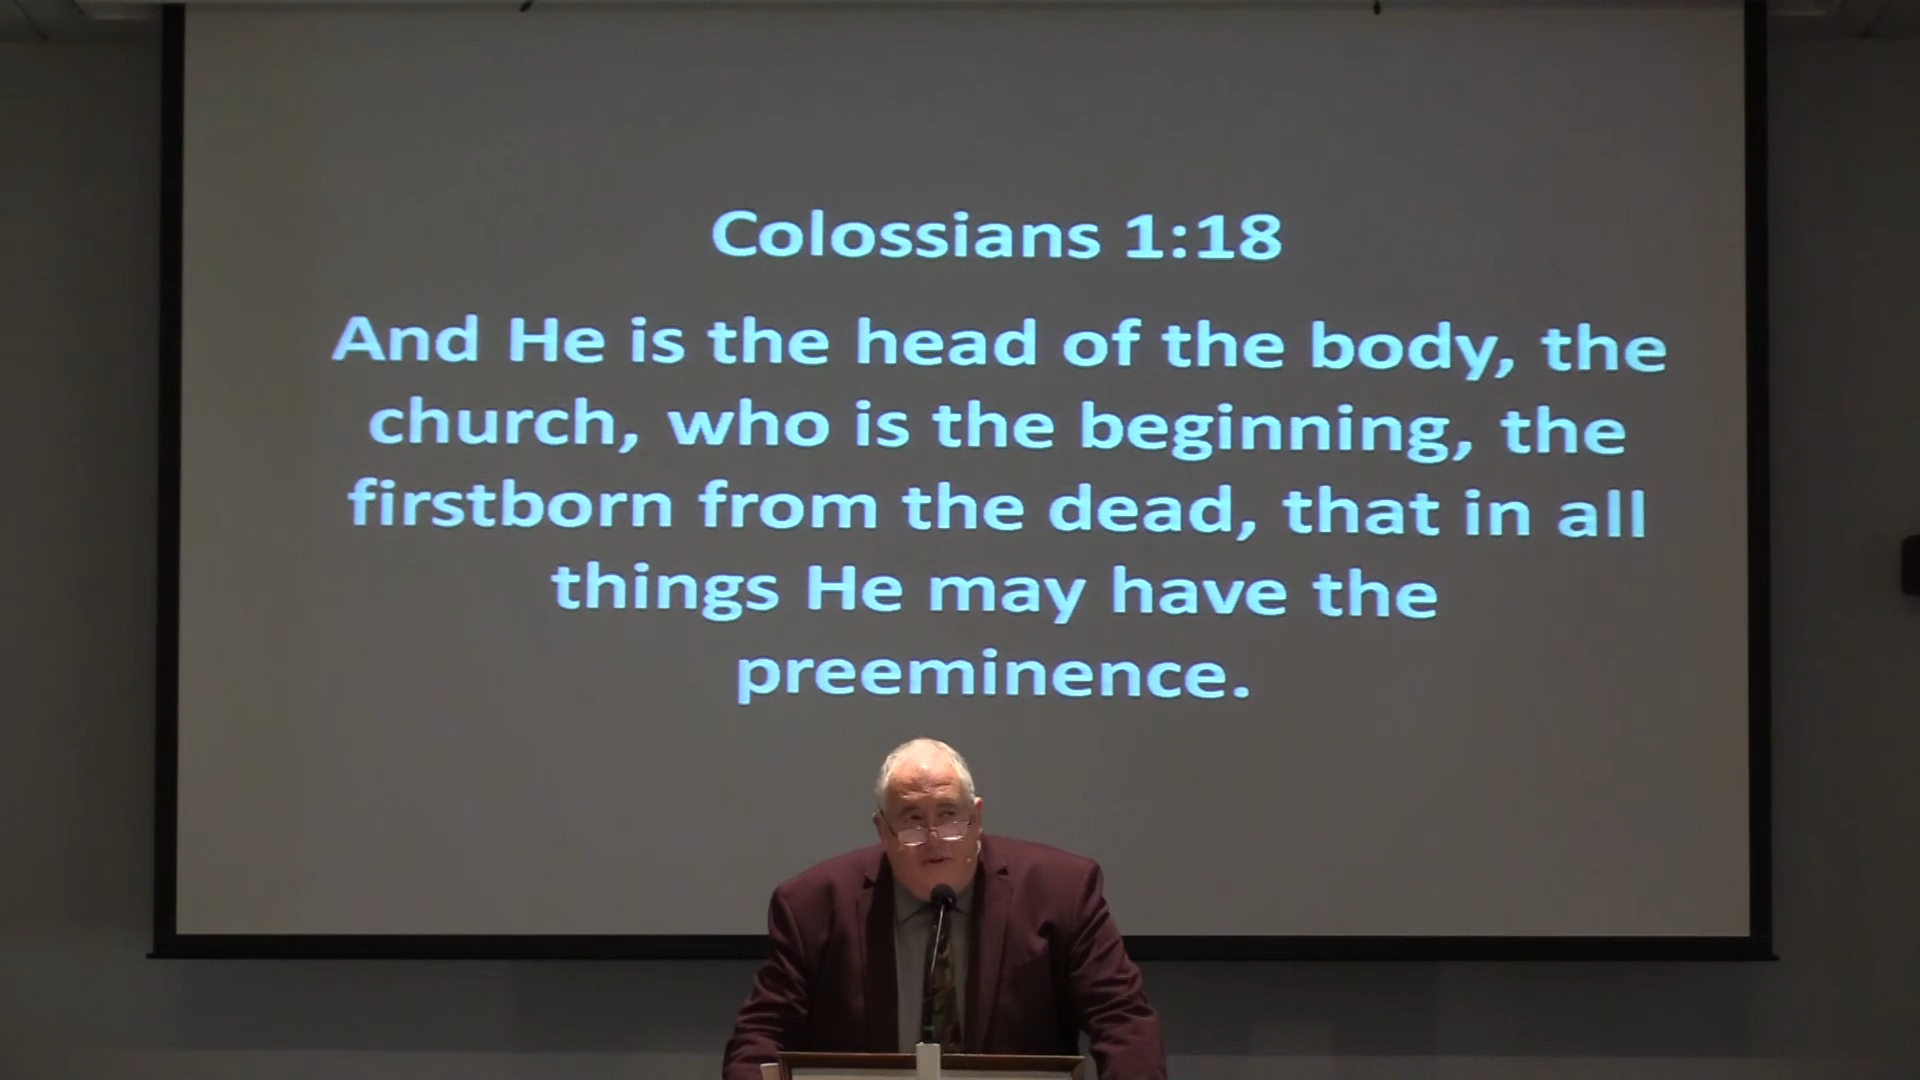 Colossians 1:18
And He is the head of the body, the
church, who is the beginning, the
firstborn from the dead, that in all
things He may have the
preeminence.